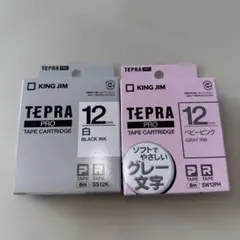 KING JIM
TEPRA
PRO
TAPE CARTRIDGE
12
白
BLACK INK
TAPE
8m
SS12K
KING JIM
TEPRA
PRO
TAPE CARTRIDGE
12
ベビーピンク
GRAY INK
ソフトで
やさしい
グレー
文字
TAPE
8m
SW12PH